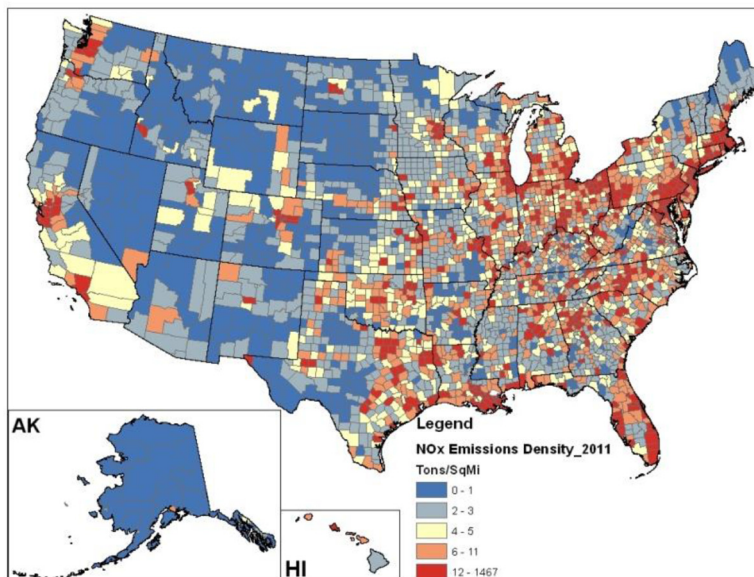 AK
HI
Legend
NOx Emissions Density_2011
Tons/SqMi
0 - 1
2 - 3
4 - 5
6 - 11
12 - 1467